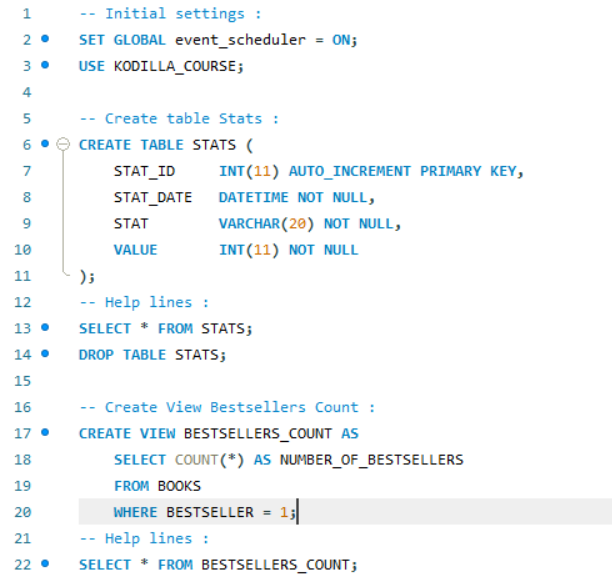 1 -- Initial settings :
2 SET GLOBAL event_scheduler = ON;
3 USE KODILLA_COURSE;
4
5 -- Create table Stats :
6 CREATE TABLE STATS (
7 STAT_ID INT(11) AUTO_INCREMENT PRIMARY KEY,
8 STAT_DATE DATETIME NOT NULL,
9 STAT VARCHAR(20) NOT NULL,
10 VALUE INT(11) NOT NULL
11 );
12 -- Help lines :
13 SELECT * FROM STATS;
14 DROP TABLE STATS;
15
16 -- Create View Bestsellers Count :
17 CREATE VIEW BESTSELLERS_COUNT AS
18 SELECT COUNT(*) AS NUMBER_OF_BESTSELLERS
19 FROM BOOKS
20 WHERE BESTSELLER = 1;
21 -- Help lines :
22 SELECT * FROM BESTSELLERS_COUNT;